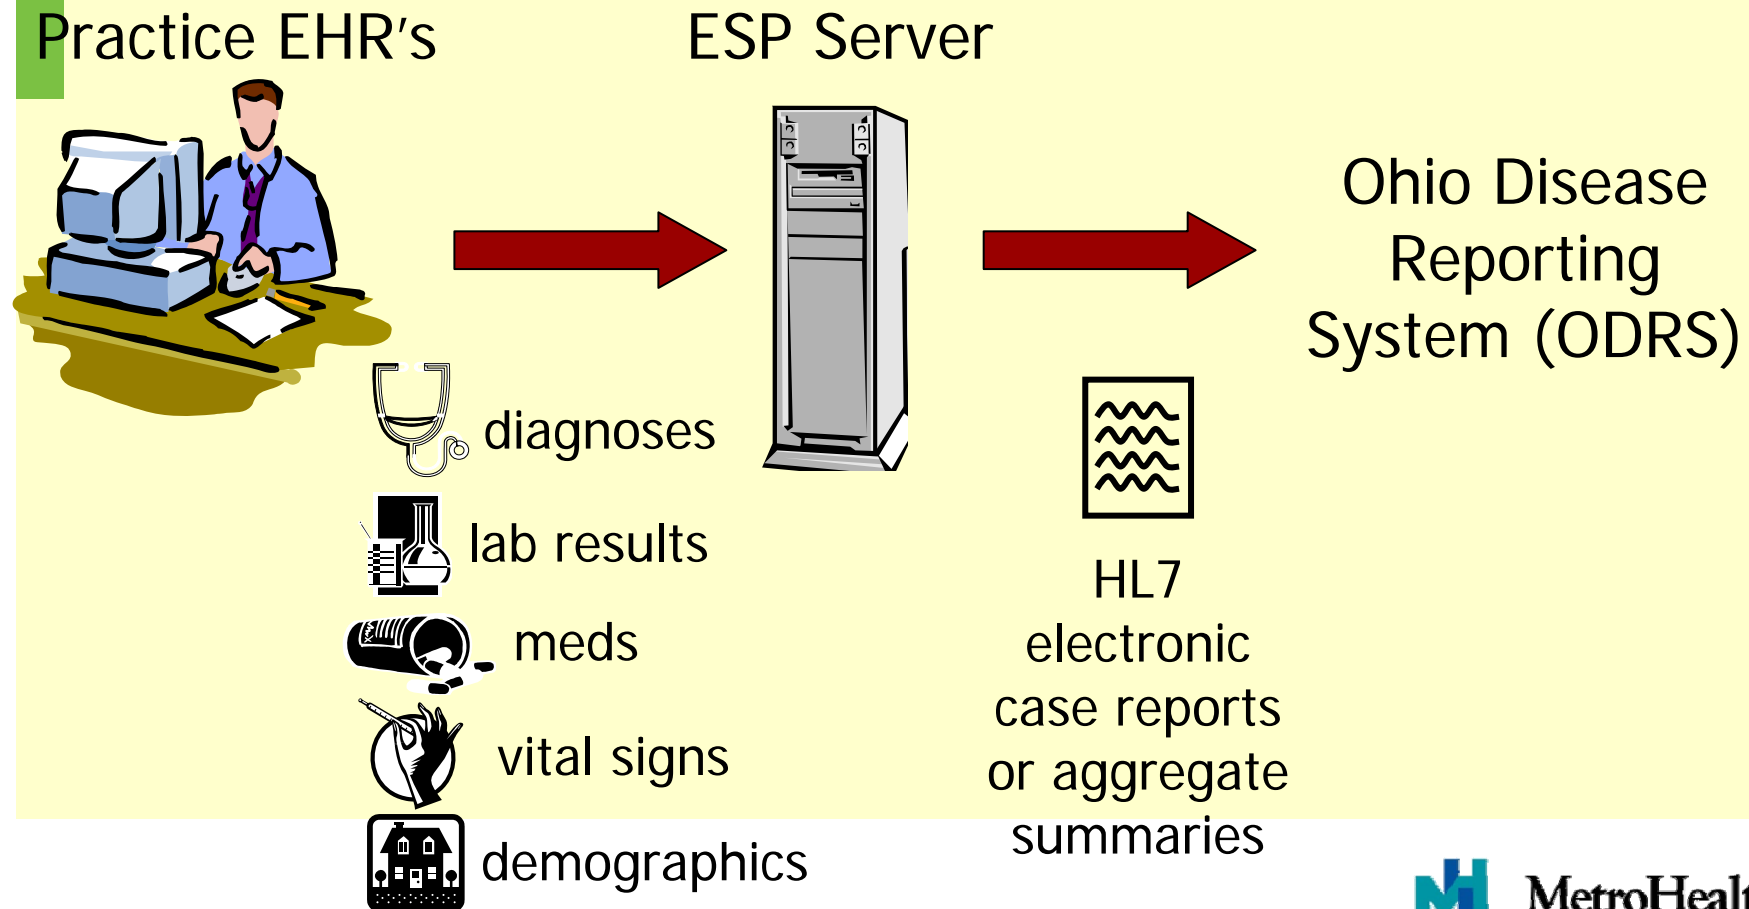 Practice EHR's
ESP Server
Ohio Disease
Reporting
System (ODRS)
diagnoses
lab results
meds
vital signs
demographics
HL7
electronic
case reports
or aggregate
summaries
MetroHealt